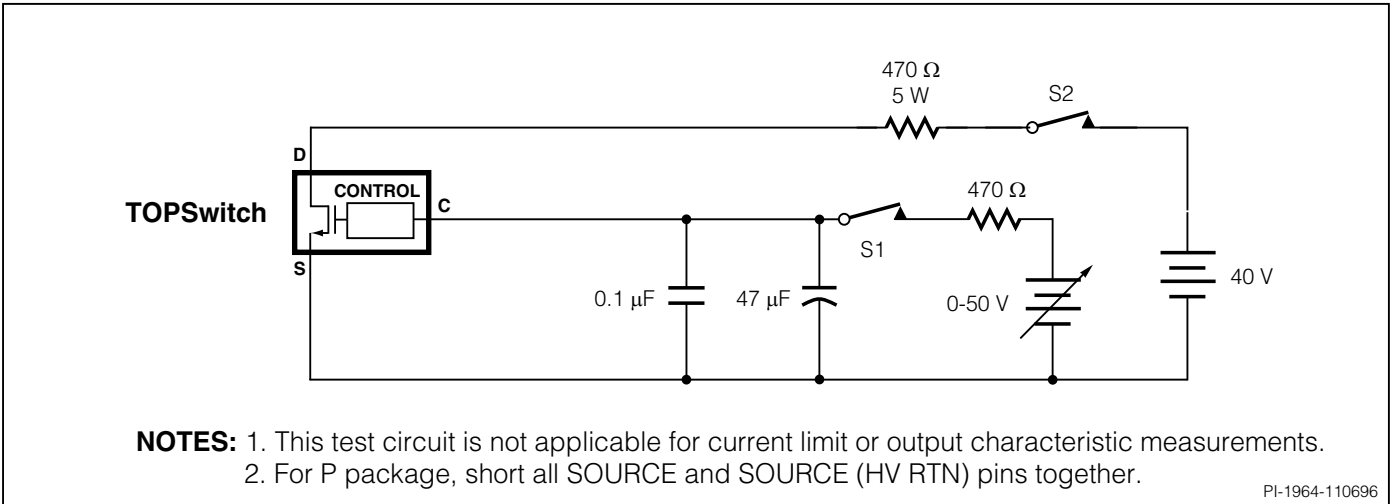 470 Ω
5 W
S2
D
CONTROL
C
TOPSwitch
S
470 Ω
S1
0.1 µF
47 µF
0-50 V
40 V
NOTES: 1. This test circuit is not applicable for current limit or output characteristic measurements.
2. For P package, short all SOURCE and SOURCE (HV RTN) pins together.
PI-1964-110696